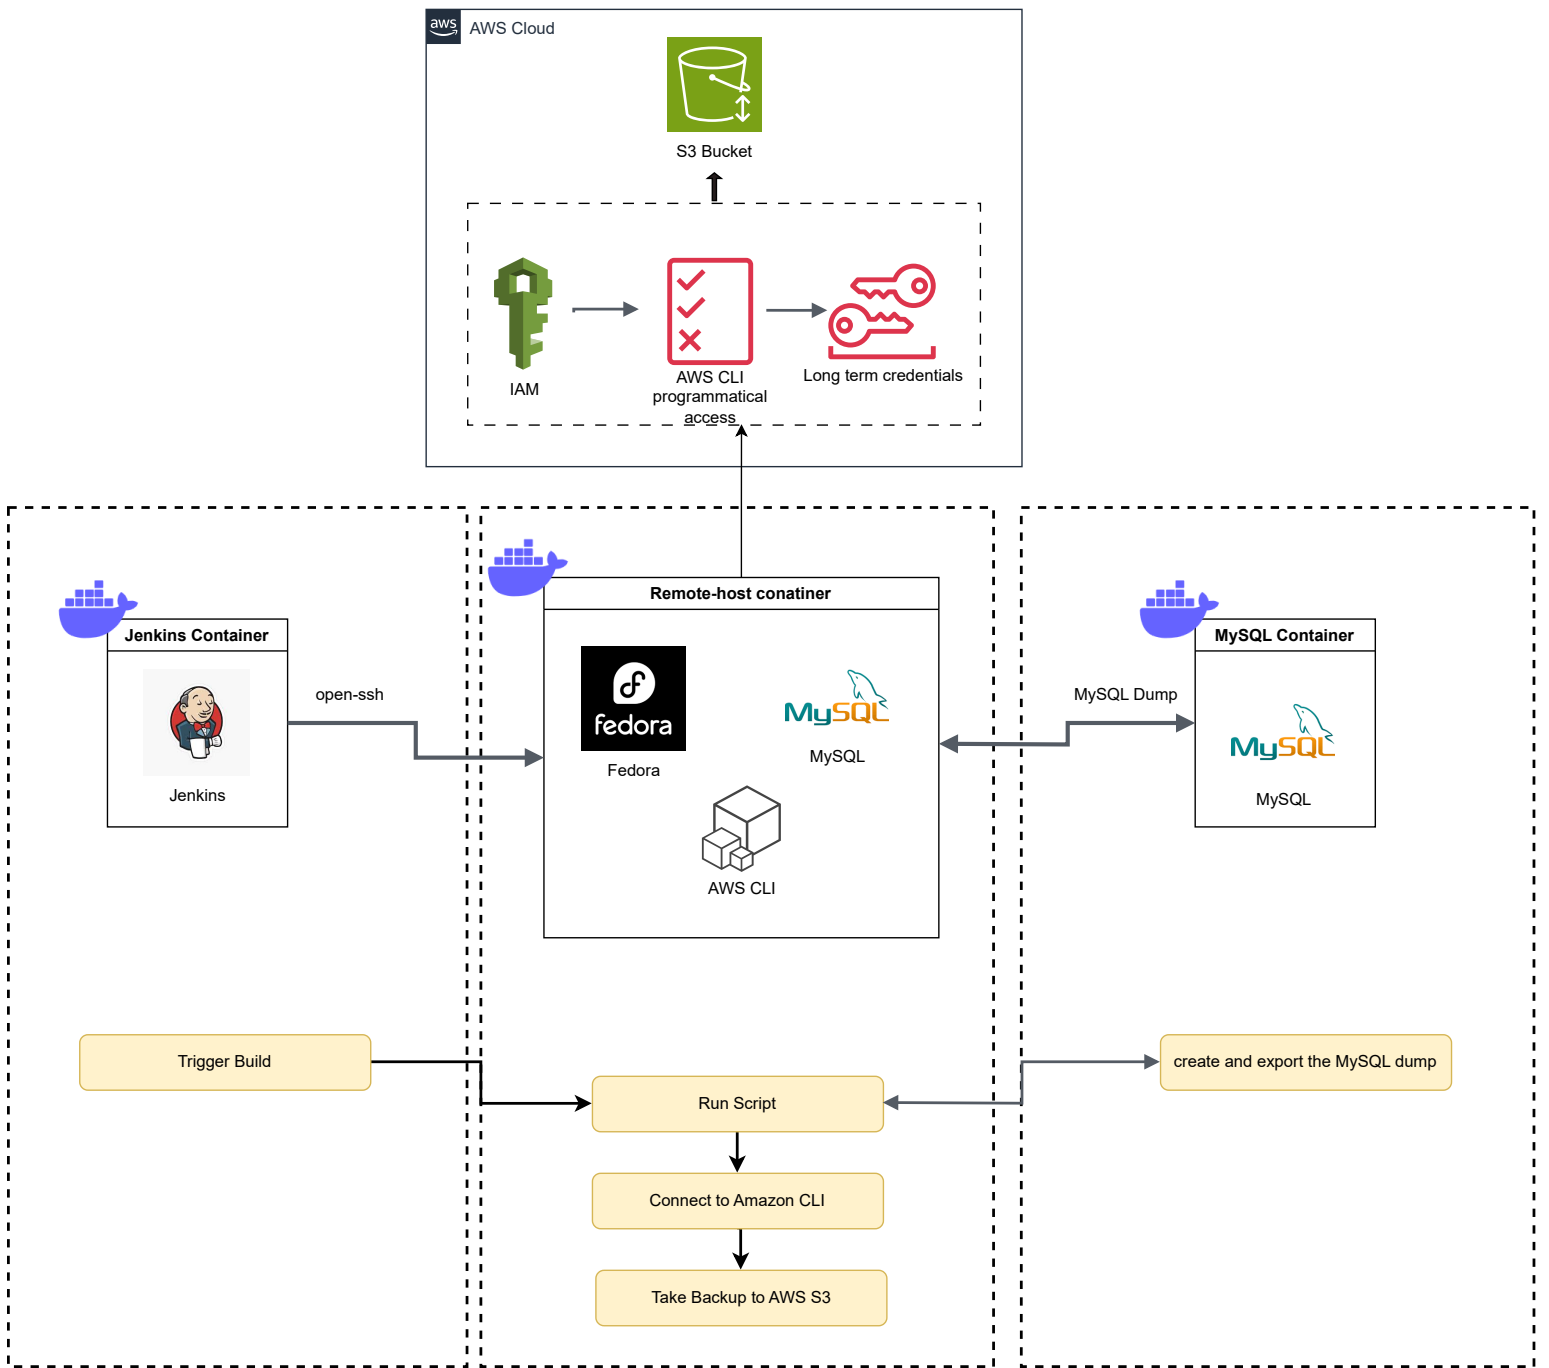 aws
AWS Cloud
S3 Bucket
IAM
AWS CLI
programmatical
access
Long term credentials
Remote-host conatiner
Jenkins Container
MySQL Container
fedora
MySQL
open-ssh
MySQL Dump
MySQL
Fedora
MySQL
Jenkins
MySQL
AWS CLI
Trigger Build
create and export the MySQL dump
Run Script
Connect to Amazon CLI
Take Backup to AWS S3